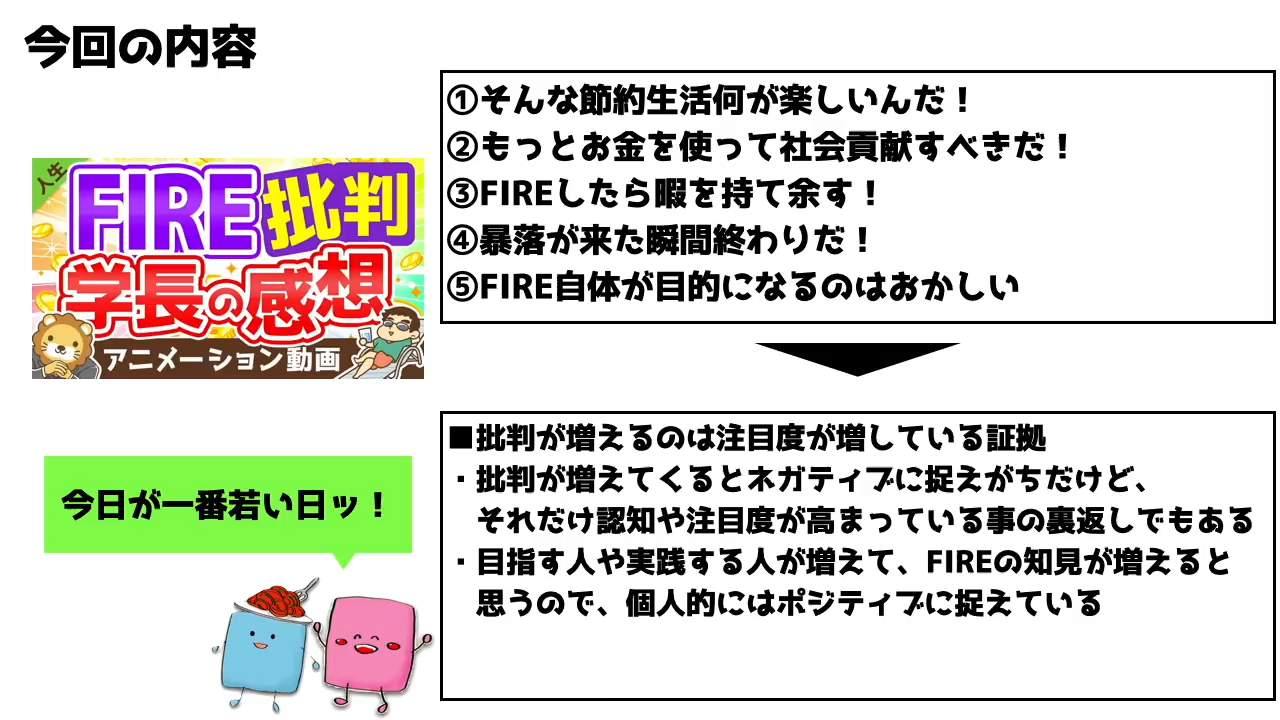 今回の内容
人生
FIRE批判
学長の感想
アニメーション動画
①そんな節約生活何が楽しいんだ！
②もっとお金を使って社会貢献すべきだ！
③FIREしたら暇を持て余す！
④暴落が来た瞬間終わりだ！
⑤FIRE自体が目的になるのはおかしい
■批判が増えるのは注目度が増している証拠
・批判が増えてくるとネガティブに捉えがちだけど、
それだけ認知や注目度が高まっている事の裏返しでもある
・目指す人や実践する人が増えて、FIREの知見が増えると
思うので、個人的にはポジティブに捉えている
今日が一番若い日ッ！